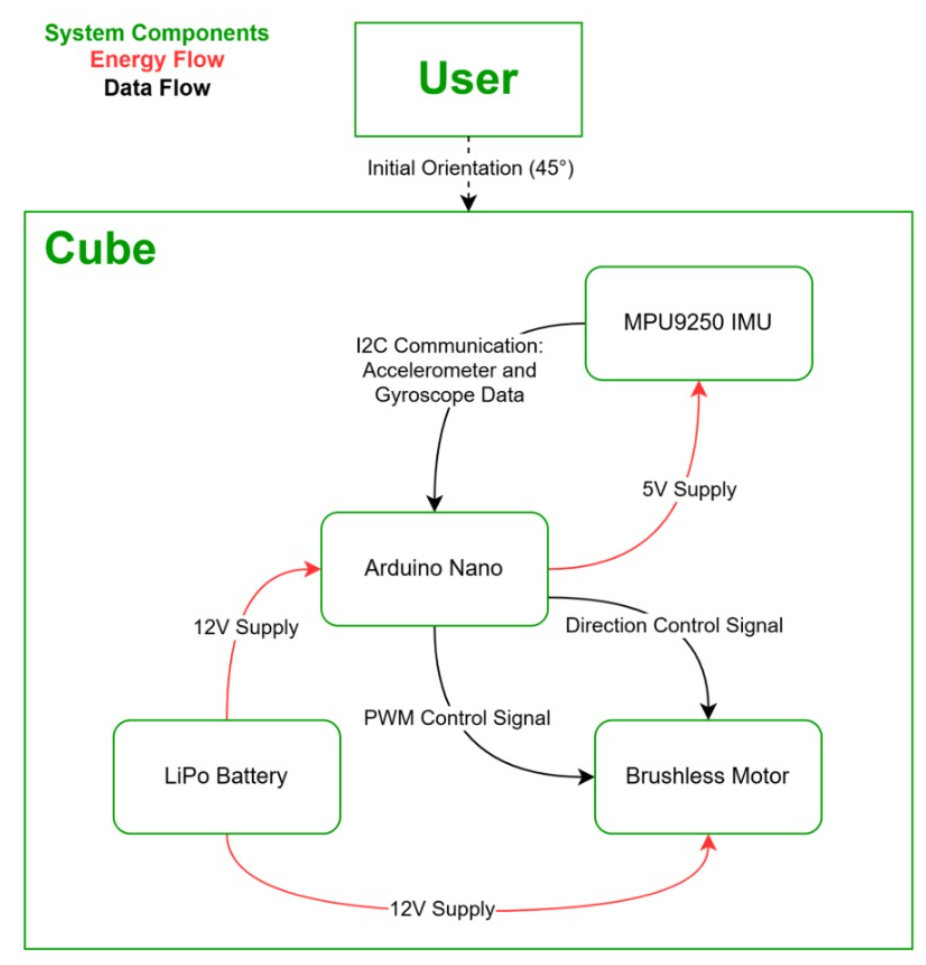 System Components
Energy Flow
Data Flow
User
Initial Orientation (45°)
Cube
MPU9250 IMU
I2C Communication:
Accelerometer and
Gyroscope Data
5V Supply
Arduino Nano
12V Supply
Direction Control Signal
PWM Control Signal
LiPo Battery
Brushless Motor
12V Supply